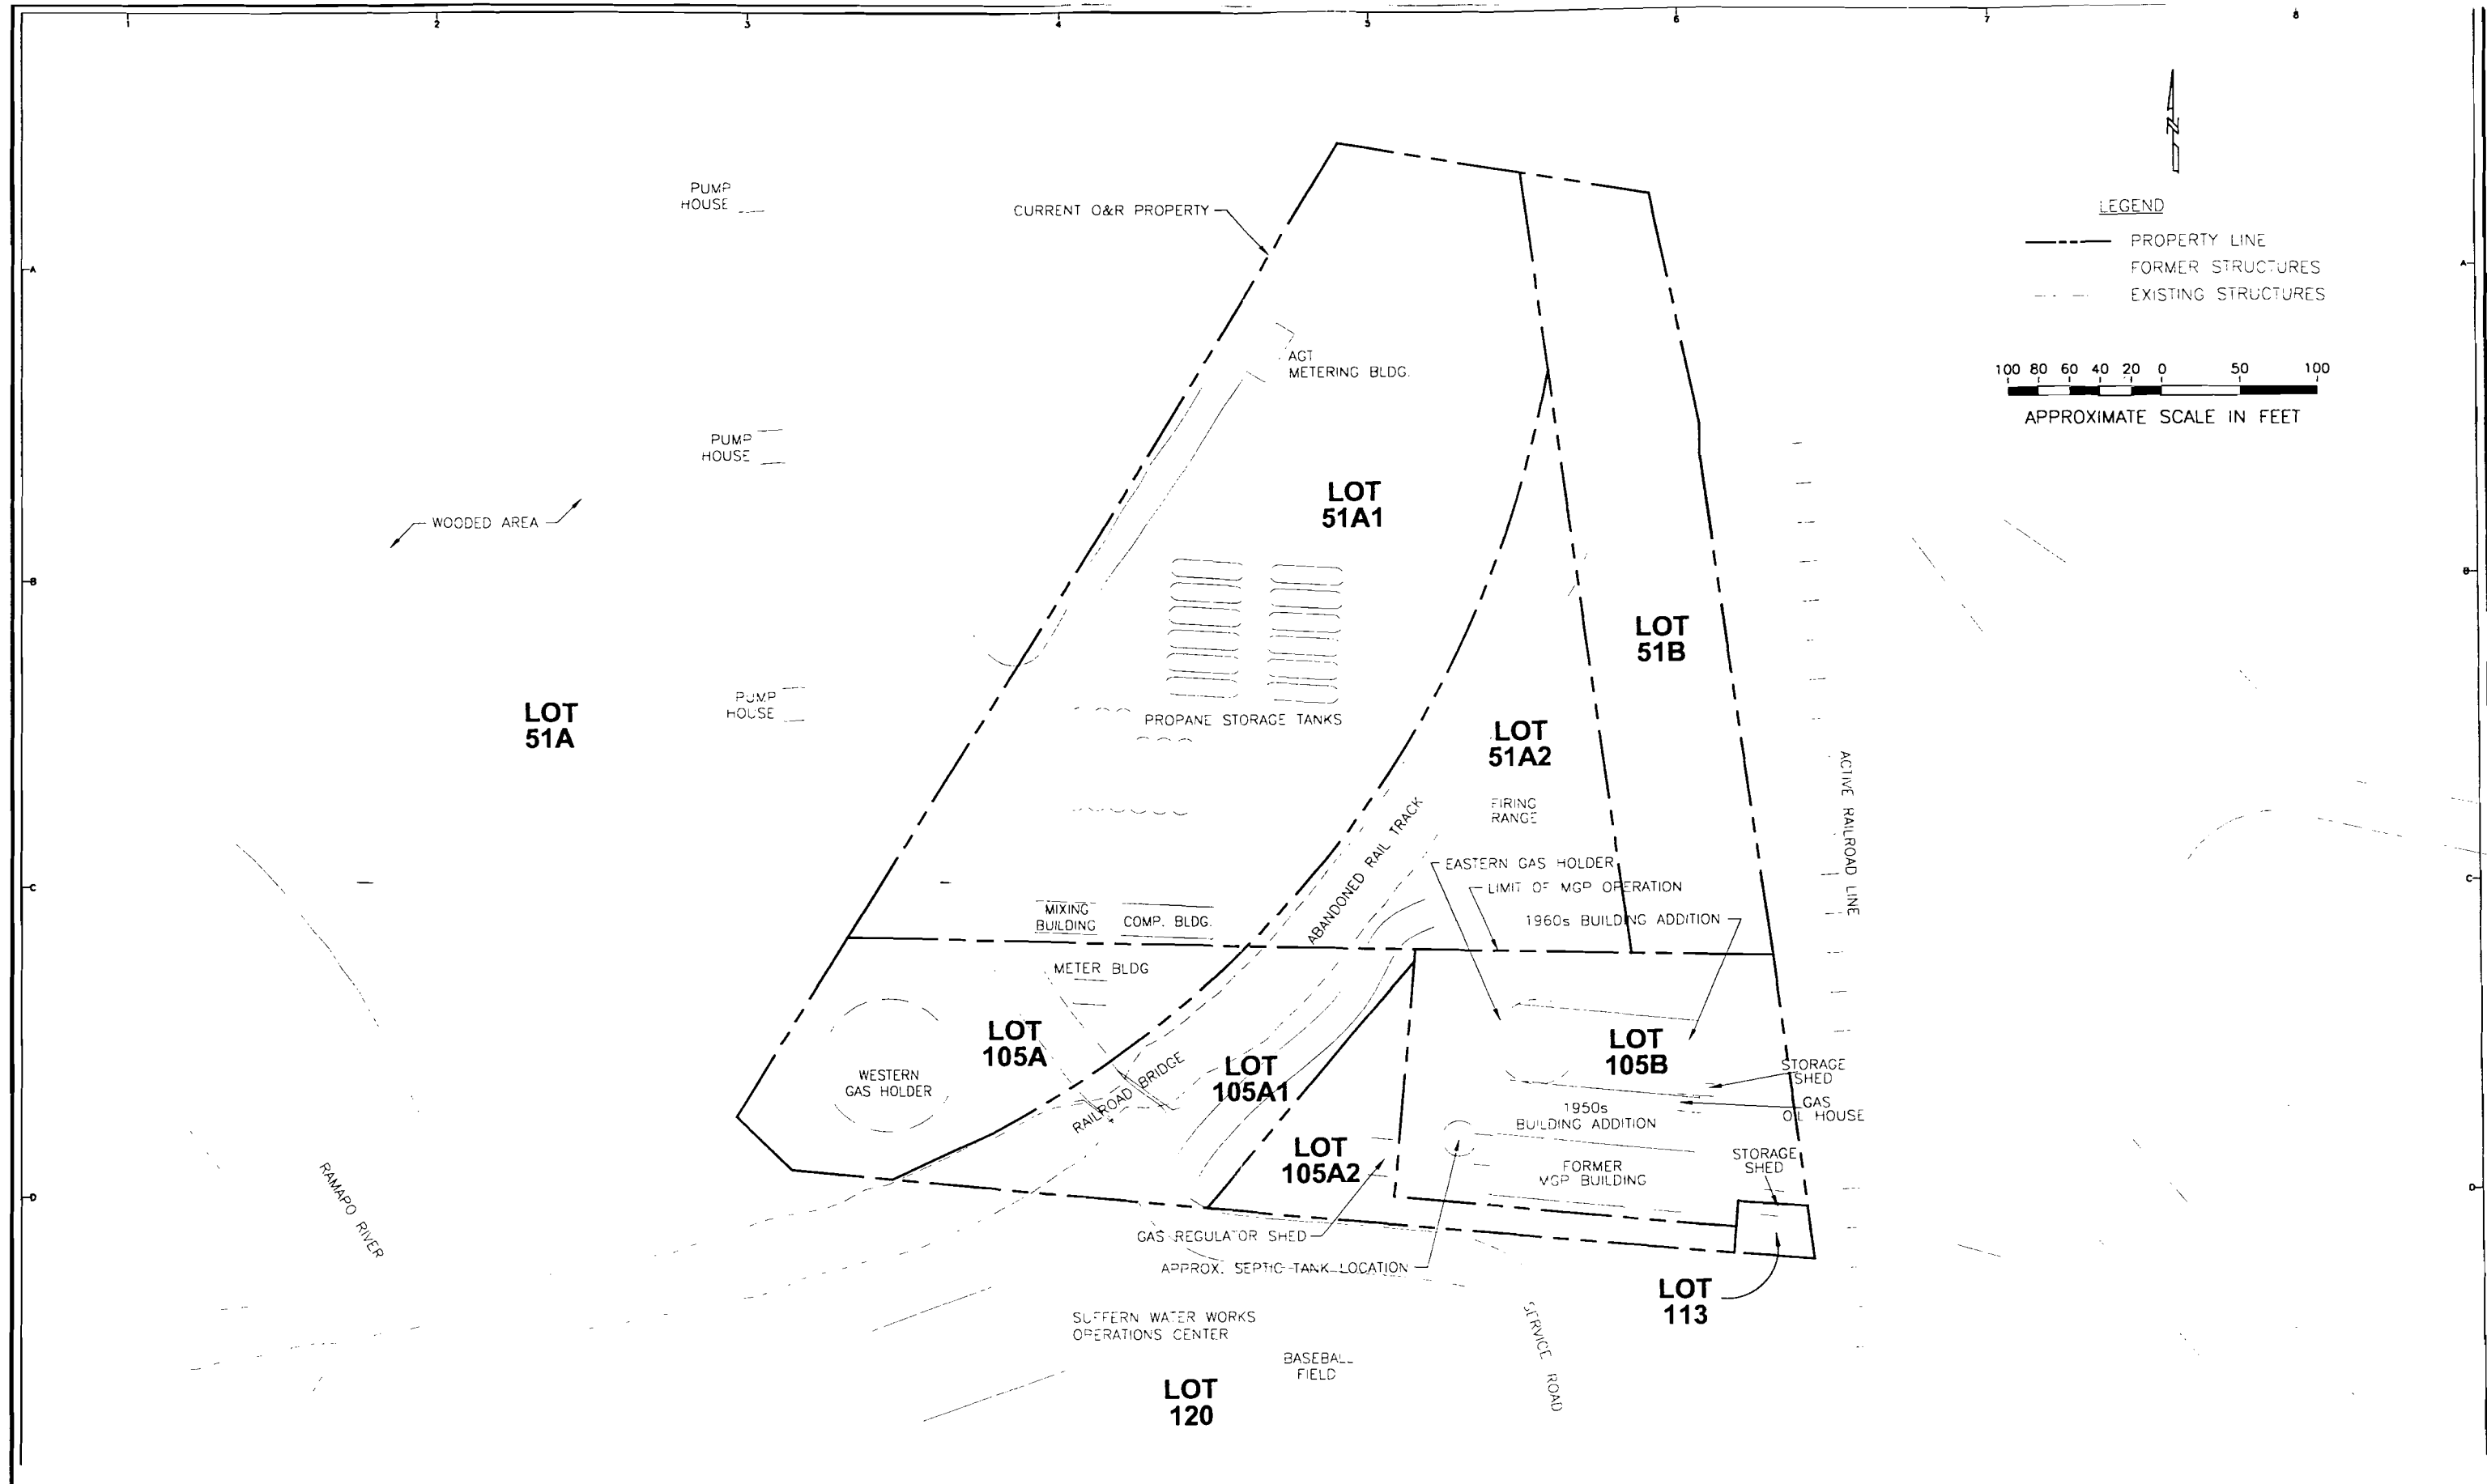 1 2 3 4 5 6 7 8
A A
B B
C C
D D
N
LEGEND
PROPERTY LINE
FORMER STRUCTURES
EXISTING STRUCTURES
100 80 60 40 20 0 50 100
APPROXIMATE SCALE IN FEET
PUMP
HOUSE
CURRENT O&R PROPERTY
AGT
METERING BLDG.
PUMP
HOUSE
WOODED AREA
LOT
51A1
LOT
51B
PUMP
HOUSE
LOT
51A
PROPANE STORAGE TANKS
LOT
51A2
FIRING
RANGE
ACTIVE RAILROAD LINE
ABANDONED RAIL TRACK
EASTERN GAS HOLDER
LIMIT OF MGP OPERATION
1960s BUILDING ADDITION
MIXING
BUILDING
COMP. BLDG.
METER BLDG
LOT
105A
WESTERN
GAS HOLDER
RAILROAD BRIDGE
LOT
105A1
LOT
105B
STORAGE
SHED
GAS
OIL HOUSE
1950s
BUILDING ADDITION
LOT
105A2
FORMER
MGP BUILDING
STORAGE
SHED
RAMAPO RIVER
GAS REGULATOR SHED
APPROX. SEPTIC TANK LOCATION
LOT
113
SUFFERN WATER WORKS
OPERATIONS CENTER
SERVICE ROAD
BASEBALL
FIELD
LOT
120